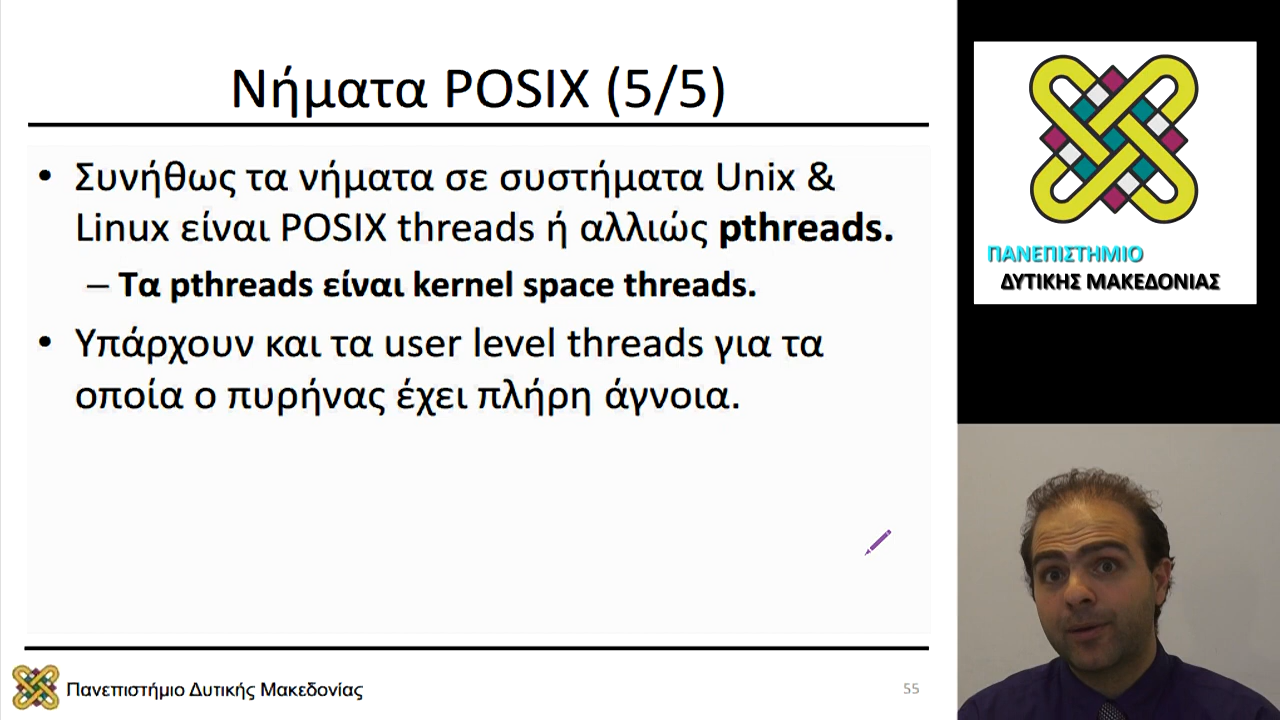 Νήματα POSIX (5/5)
• Συνήθως τα νήματα σε συστήματα Unix &
Linux είναι POSIX threads ή αλλιώς pthreads.
– Τα pthreads είναι kernel space threads.
• Υπάρχουν και τα user level threads για τα
οποία ο πυρήνας έχει πλήρη άγνοια.
Πανεπιστήμιο Δυτικής Μακεδονίας
55
ΠΑΝΕΠΙΣΤΗΜΙΟ
ΔΥΤΙΚΗΣ ΜΑΚΕΔΟΝΙΑΣ